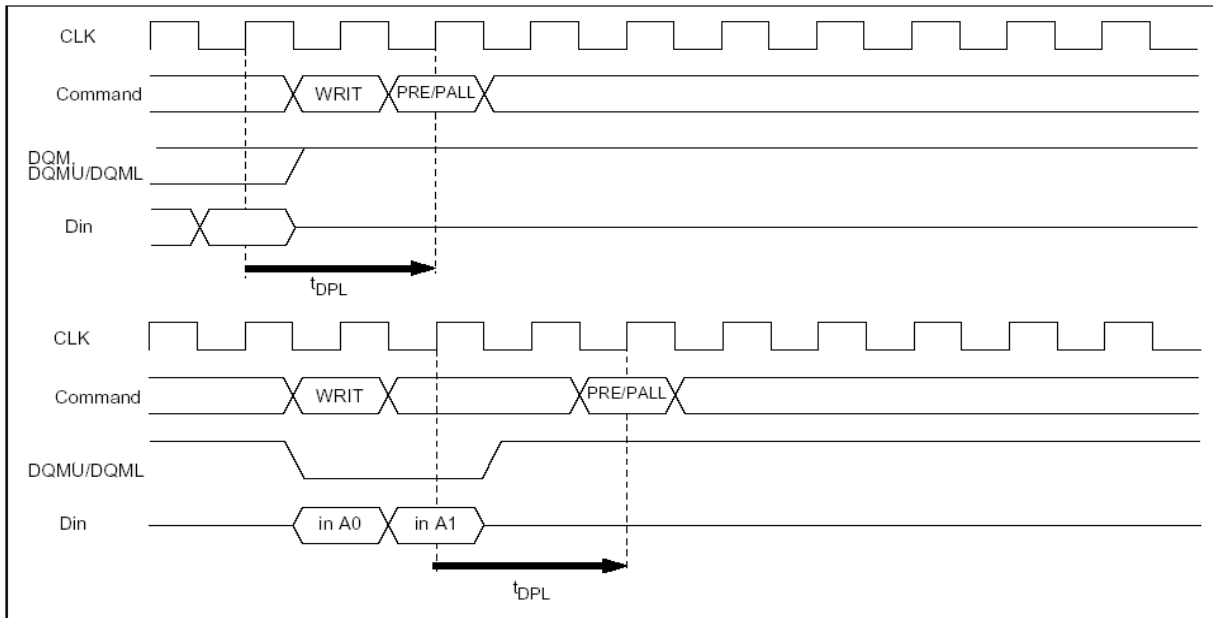 CLK
Command WRIT PRE/PALL
DQM,
DQMU/DQML
Din
tDPL
CLK
Command WRIT PRE/PALL
DQMU/DQML
Din in A0 in A1
tDPL